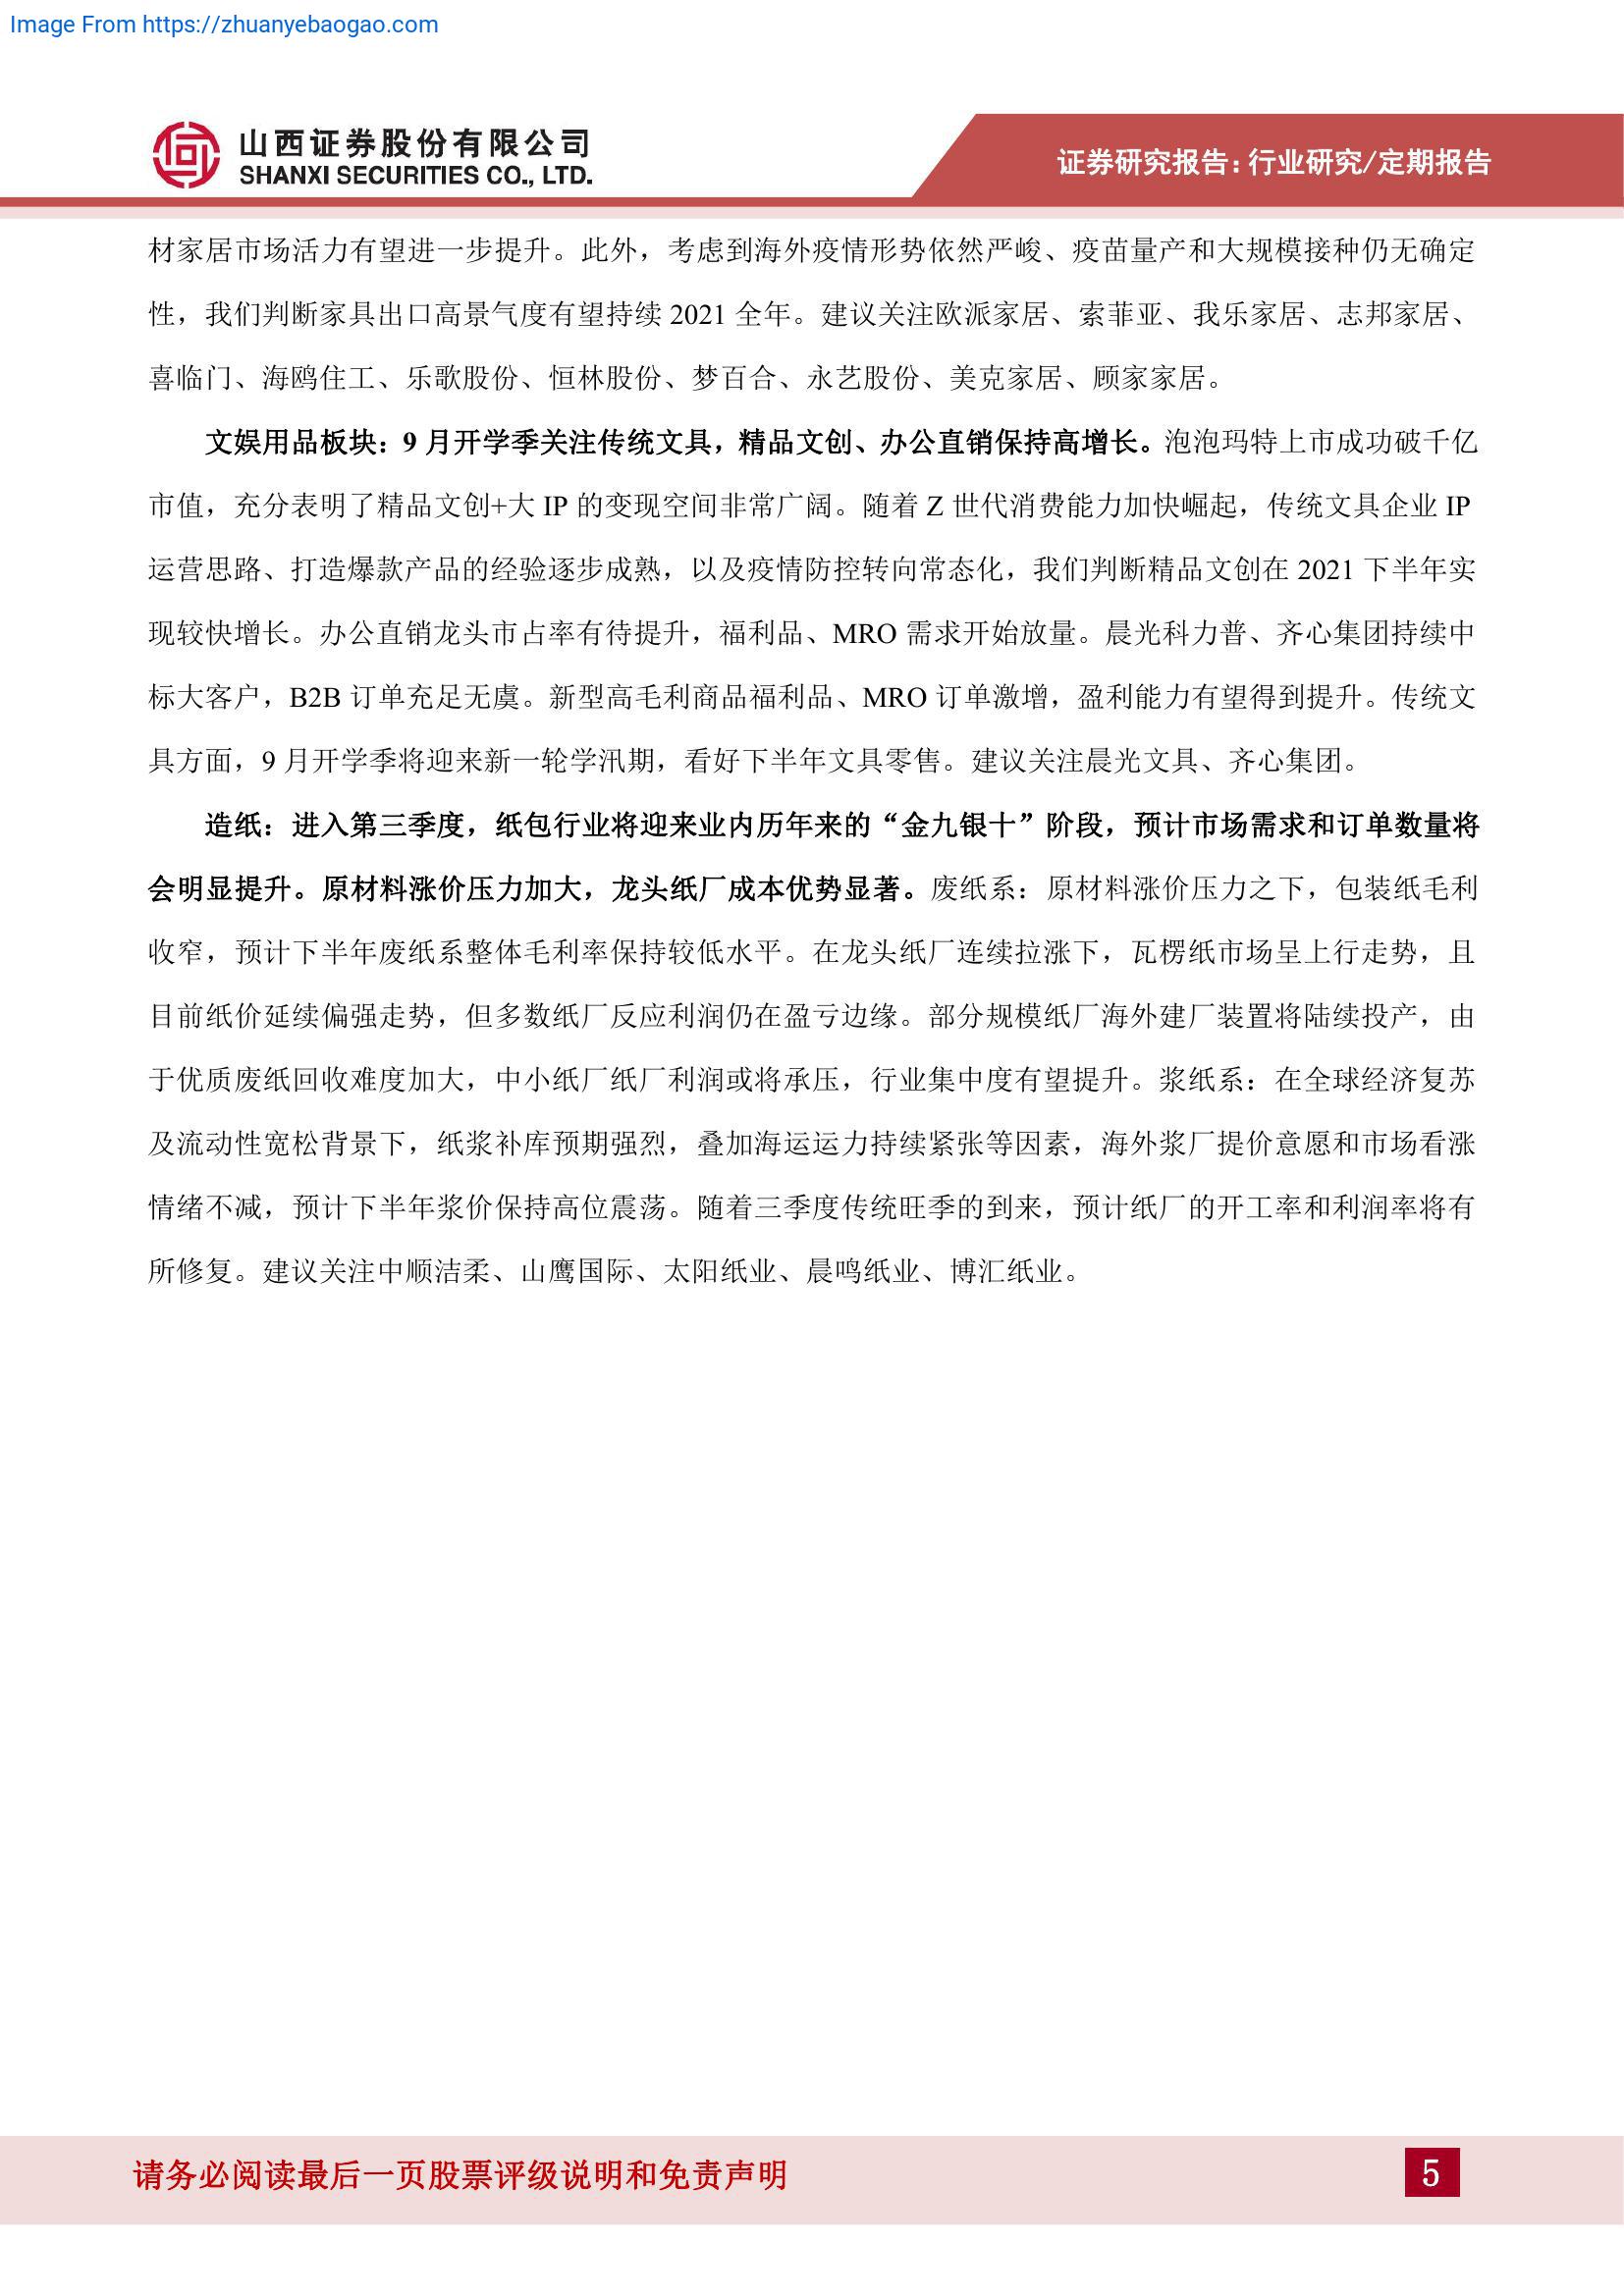 Image From https://zhuanyebaogao.com
山西证券股份有限公司
SHANXI SECURITIES CO., LTD.
证券研究报告：行业研究/定期报告
材家居市场活力有望进一步提升。此外，考虑到海外疫情形势依然严峻、疫苗量产和大规模接种仍无确定
性，我们判断家具出口高景气度有望持续 2021 全年。建议关注欧派家居、索菲亚、我乐家居、志邦家居、
喜临门、海鸥住工、乐歌股份、恒林股份、梦百合、永艺股份、美克家居、顾家家居。
文娱用品板块：9 月开学季关注传统文具，精品文创、办公直销保持高增长。泡泡玛特上市成功破千亿
市值，充分表明了精品文创+大 IP 的变现空间非常广阔。随着 Z 世代消费能力加快崛起，传统文具企业 IP
运营思路、打造爆款产品的经验逐步成熟，以及疫情防控转向常态化，我们判断精品文创在 2021 下半年实
现较快增长。办公直销龙头市占率有待提升，福利品、MRO 需求开始放量。晨光科力普、齐心集团持续中
标大客户，B2B 订单充足无虞。新型高毛利商品福利品、MRO 订单激增，盈利能力有望得到提升。传统文
具方面，9 月开学季将迎来新一轮学汛期，看好下半年文具零售。建议关注晨光文具、齐心集团。
造纸：进入第三季度，纸包行业将迎来业内历年来的“金九银十”阶段，预计市场需求和订单数量将
会明显提升。原材料涨价压力加大，龙头纸厂成本优势显著。废纸系：原材料涨价压力之下，包装纸毛利
收窄，预计下半年废纸系整体毛利率保持较低水平。在龙头纸厂连续拉涨下，瓦楞纸市场呈上行走势，且
目前纸价延续偏强走势，但多数纸厂反应利润仍在盈亏边缘。部分规模纸厂海外建厂装置将陆续投产，由
于优质废纸回收难度加大，中小纸厂纸厂利润或将承压，行业集中度有望提升。浆纸系：在全球经济复苏
及流动性宽松背景下，纸浆补库预期强烈，叠加海运运力持续紧张等因素，海外浆厂提价意愿和市场看涨
情绪不减，预计下半年浆价保持高位震荡。随着三季度传统旺季的到来，预计纸厂的开工率和利润率将有
所修复。建议关注中顺洁柔、山鹰国际、太阳纸业、晨鸣纸业、博汇纸业。
请务必阅读最后一页股票评级说明和免责声明
5